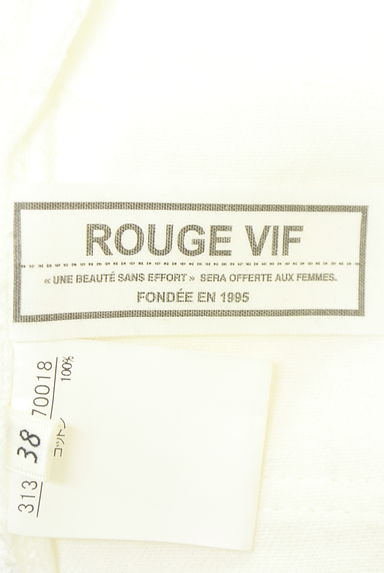 ROUGE VIF
« UNE BEAUTÉ SANS EFFORT » SERA OFFERTE AUX FEMMES.
FONDÉE EN 1995
313 70018
38
コットン 100%